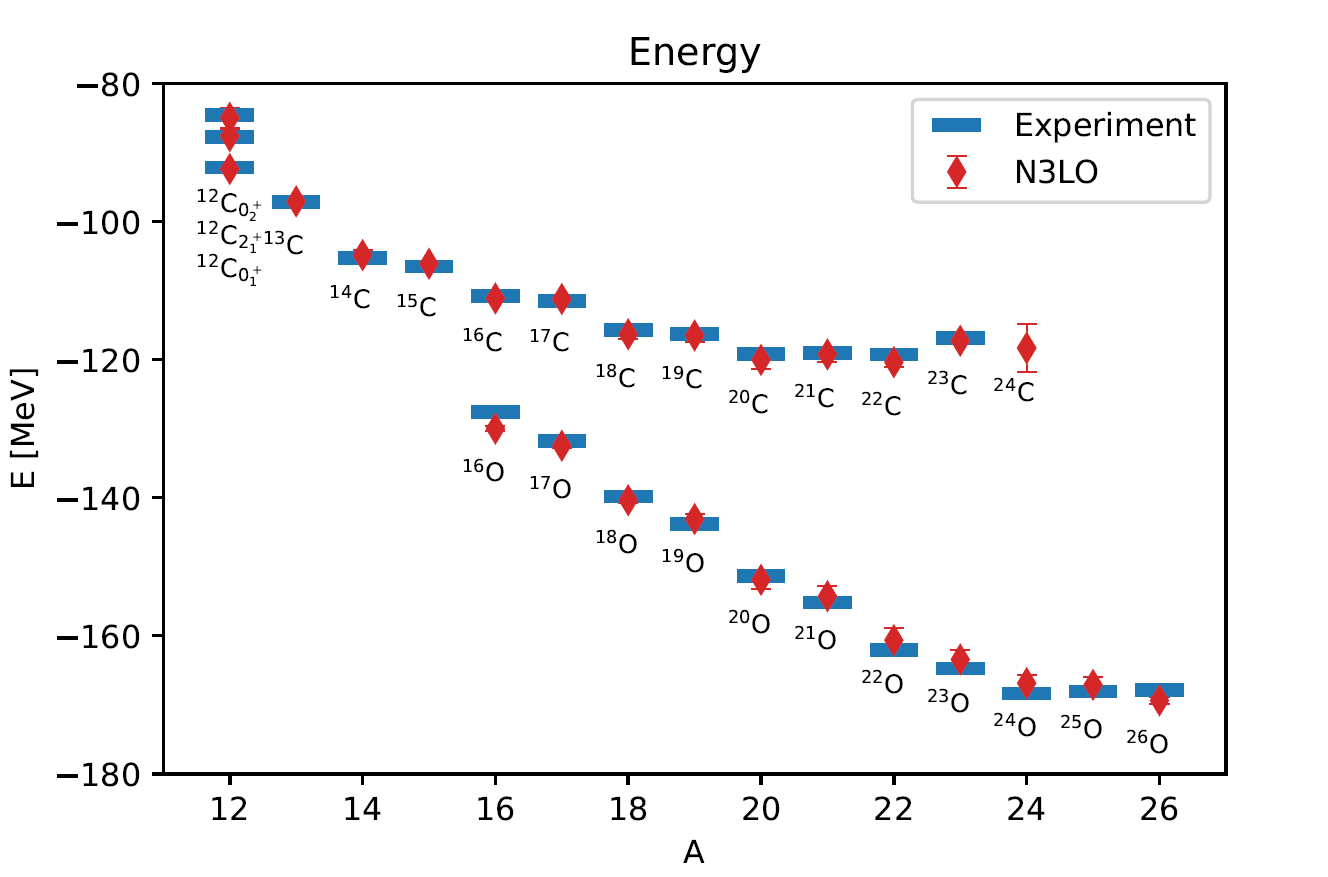 Energy
−80
−100
−120
−140
−160
−180
E [MeV]
Experiment
N3LO
¹²C₀₂⁺
¹²C₂₁⁺
¹²C₀₁⁺
¹³C
¹⁴C
¹⁵C
¹⁶C
¹⁷C
¹⁸C
¹⁹C
²⁰C
²¹C
²²C
²³C
²⁴C
¹⁶O
¹⁷O
¹⁸O
¹⁹O
²⁰O
²¹O
²²O
²³O
²⁴O
²⁵O
²⁶O
12 14 16 18 20 22 24 26
A